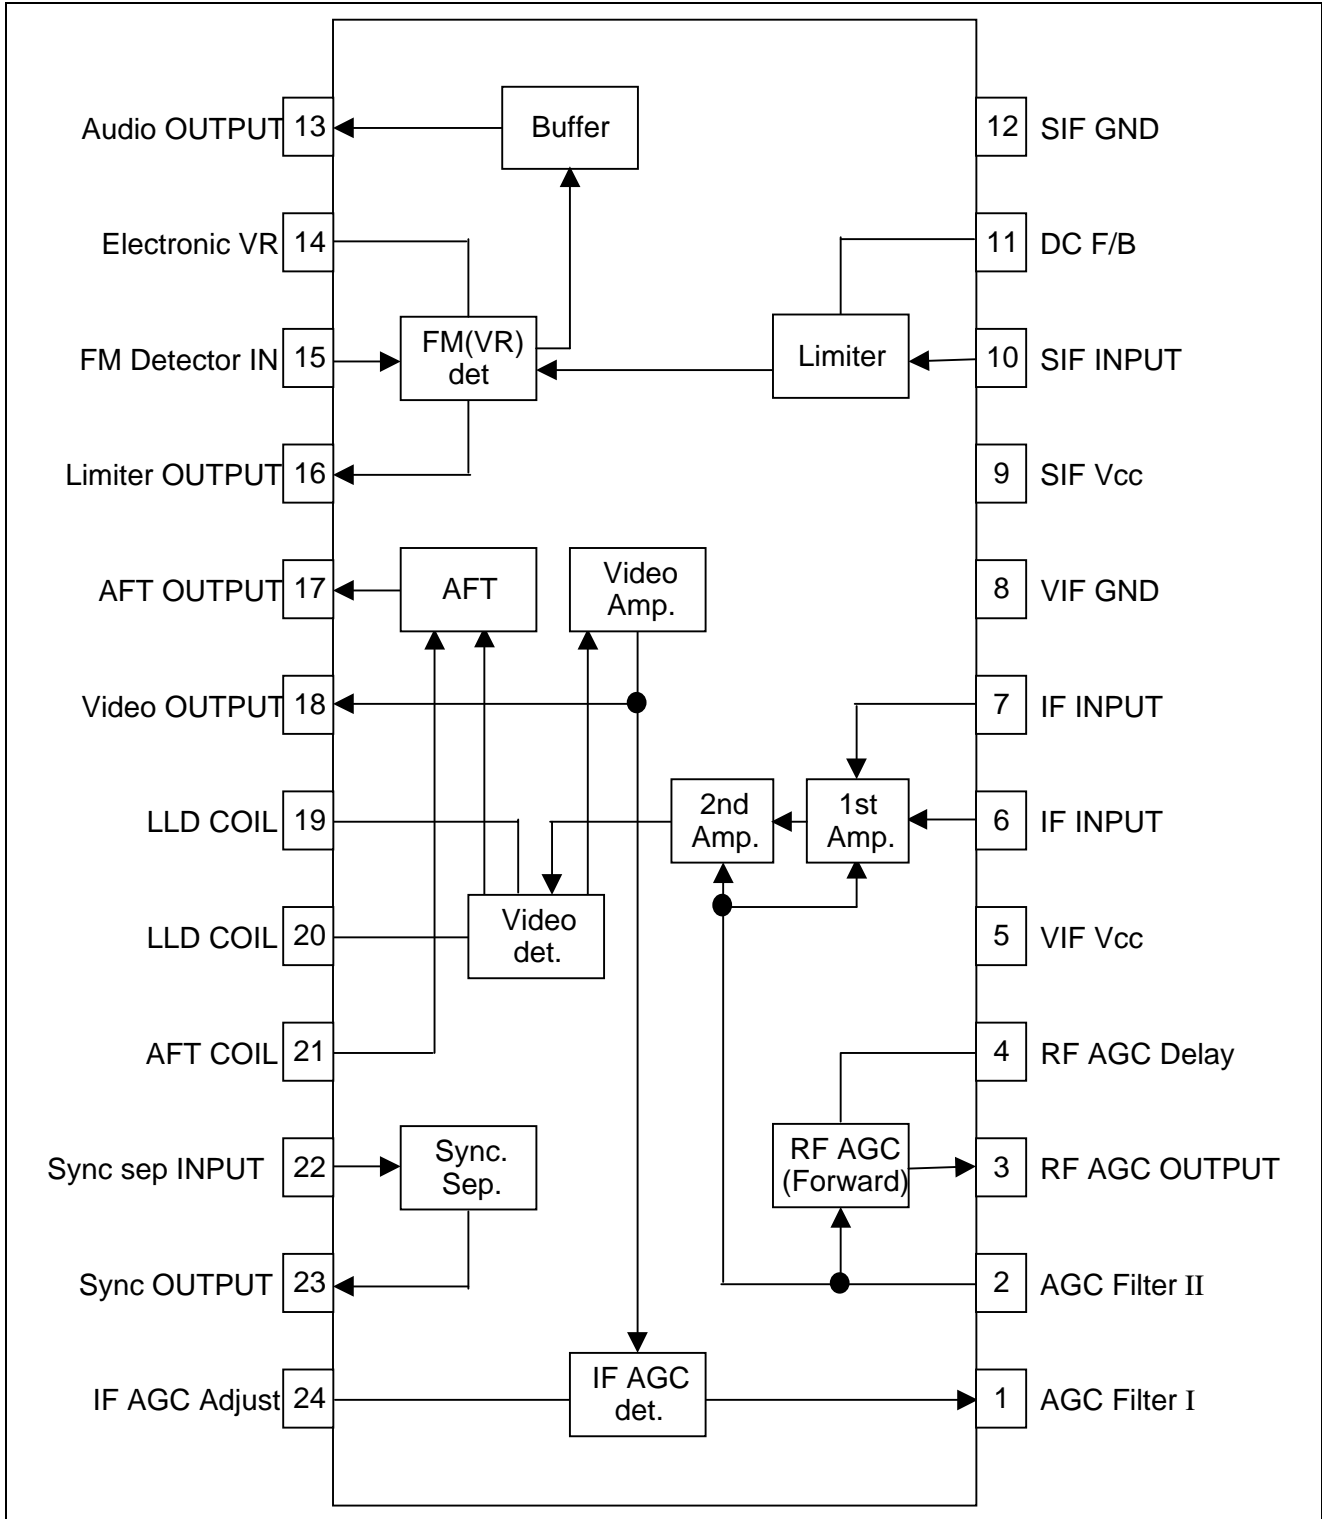 Audio OUTPUT 13
Buffer
12 SIF GND
Electronic VR 14
11 DC F/B
FM Detector IN 15
FM(VR)
det
Limiter
10 SIF INPUT
Limiter OUTPUT 16
9 SIF Vcc
AFT OUTPUT 17
AFT
Video
Amp.
8 VIF GND
Video OUTPUT 18
7 IF INPUT
LLD COIL 19
2nd
Amp.
1st
Amp.
6 IF INPUT
LLD COIL 20
Video
det.
5 VIF Vcc
AFT COIL 21
4 RF AGC Delay
Sync sep INPUT 22
Sync.
Sep.
RF AGC
(Forward)
3 RF AGC OUTPUT
Sync OUTPUT 23
2 AGC Filter II
IF AGC Adjust 24
IF AGC
det.
1 AGC Filter I